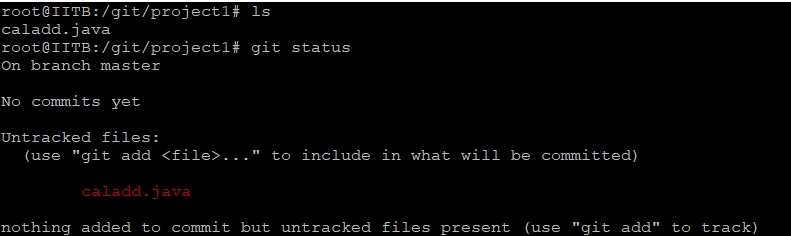 root@IITB:/git/project1# ls
caladd.java
root@IITB:/git/project1# git status
On branch master
No commits yet
Untracked files:
(use "git add <file>..." to include in what will be committed)
caladd.java
nothing added to commit but untracked files present (use "git add" to track)